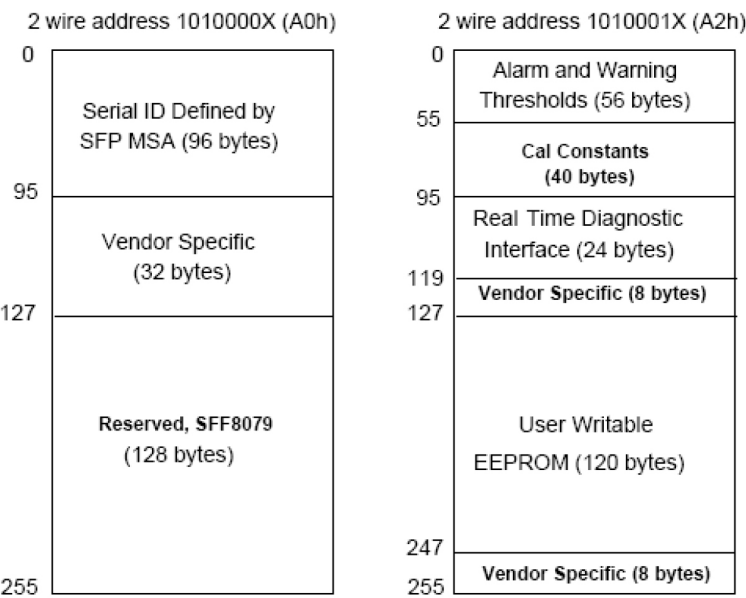 2 wire address 1010000X (A0h)
0
Serial ID Defined by
SFP MSA (96 bytes)
95
Vendor Specific
(32 bytes)
127
Reserved, SFF8079
(128 bytes)
255
2 wire address 1010001X (A2h)
0
Alarm and Warning
Thresholds (56 bytes)
55
Cal Constants
(40 bytes)
95
Real Time Diagnostic
Interface (24 bytes)
119
Vendor Specific (8 bytes)
127
User Writable
EEPROM (120 bytes)
247
Vendor Specific (8 bytes)
255